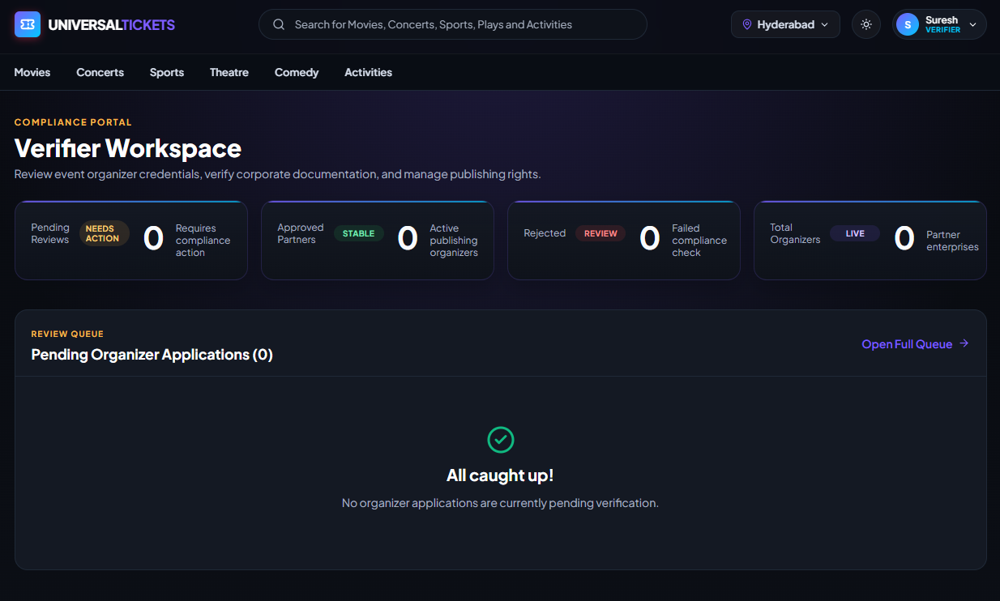 UNIVERSALTICKETS
Search for Movies, Concerts, Sports, Plays and Activities
Hyderabad
S
Suresh
VERIFIER
Movies Concerts Sports Theatre Comedy Activities
COMPLIANCE PORTAL
Verifier Workspace
Review event organizer credentials, verify corporate documentation, and manage publishing rights.
Pending
Reviews
NEEDS
ACTION
0
Requires
compliance
action
Approved
Partners
STABLE
0
Active
publishing
organizers
Rejected
REVIEW
0
Failed
compliance
check
Total
Organizers
LIVE
0
Partner
enterprises
REVIEW QUEUE
Pending Organizer Applications (0)
Open Full Queue →
All caught up!
No organizer applications are currently pending verification.